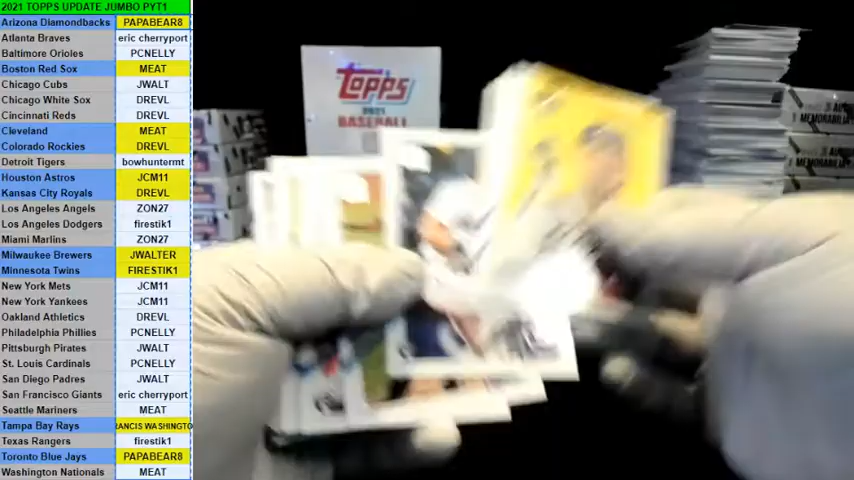 2021 TOPPS UPDATE JUMBO PYT1
Arizona Diamondbacks PAPABEAR8
Atlanta Braves eric cherryport
Baltimore Orioles PCNELLY
Boston Red Sox MEAT
Chicago Cubs JWALT
Chicago White Sox DREVL
Cincinnati Reds DREVL
Cleveland MEAT
Colorado Rockies DREVL
Detroit Tigers bowhunternt
Houston Astros JCM11
Kansas City Royals DREVL
Los Angeles Angels ZON27
Los Angeles Dodgers firestik1
Miami Marlins ZON27
Milwaukee Brewers JWALTER
Minnesota Twins FIRESTIK1
New York Mets JCM11
New York Yankees JCM11
Oakland Athletics DREVL
Philadelphia Phillies PCNELLY
Pittsburgh Pirates JWALT
St. Louis Cardinals PCNELLY
San Diego Padres JWALT
San Francisco Giants eric cherryport
Seattle Mariners MEAT
Tampa Bay Rays RANCIS WASHINGTO
Texas Rangers firestik1
Toronto Blue Jays PAPABEAR8
Washington Nationals MEAT
TOPPS
2021
BASEBALL
MEMORABILIA
MEMORABILIA